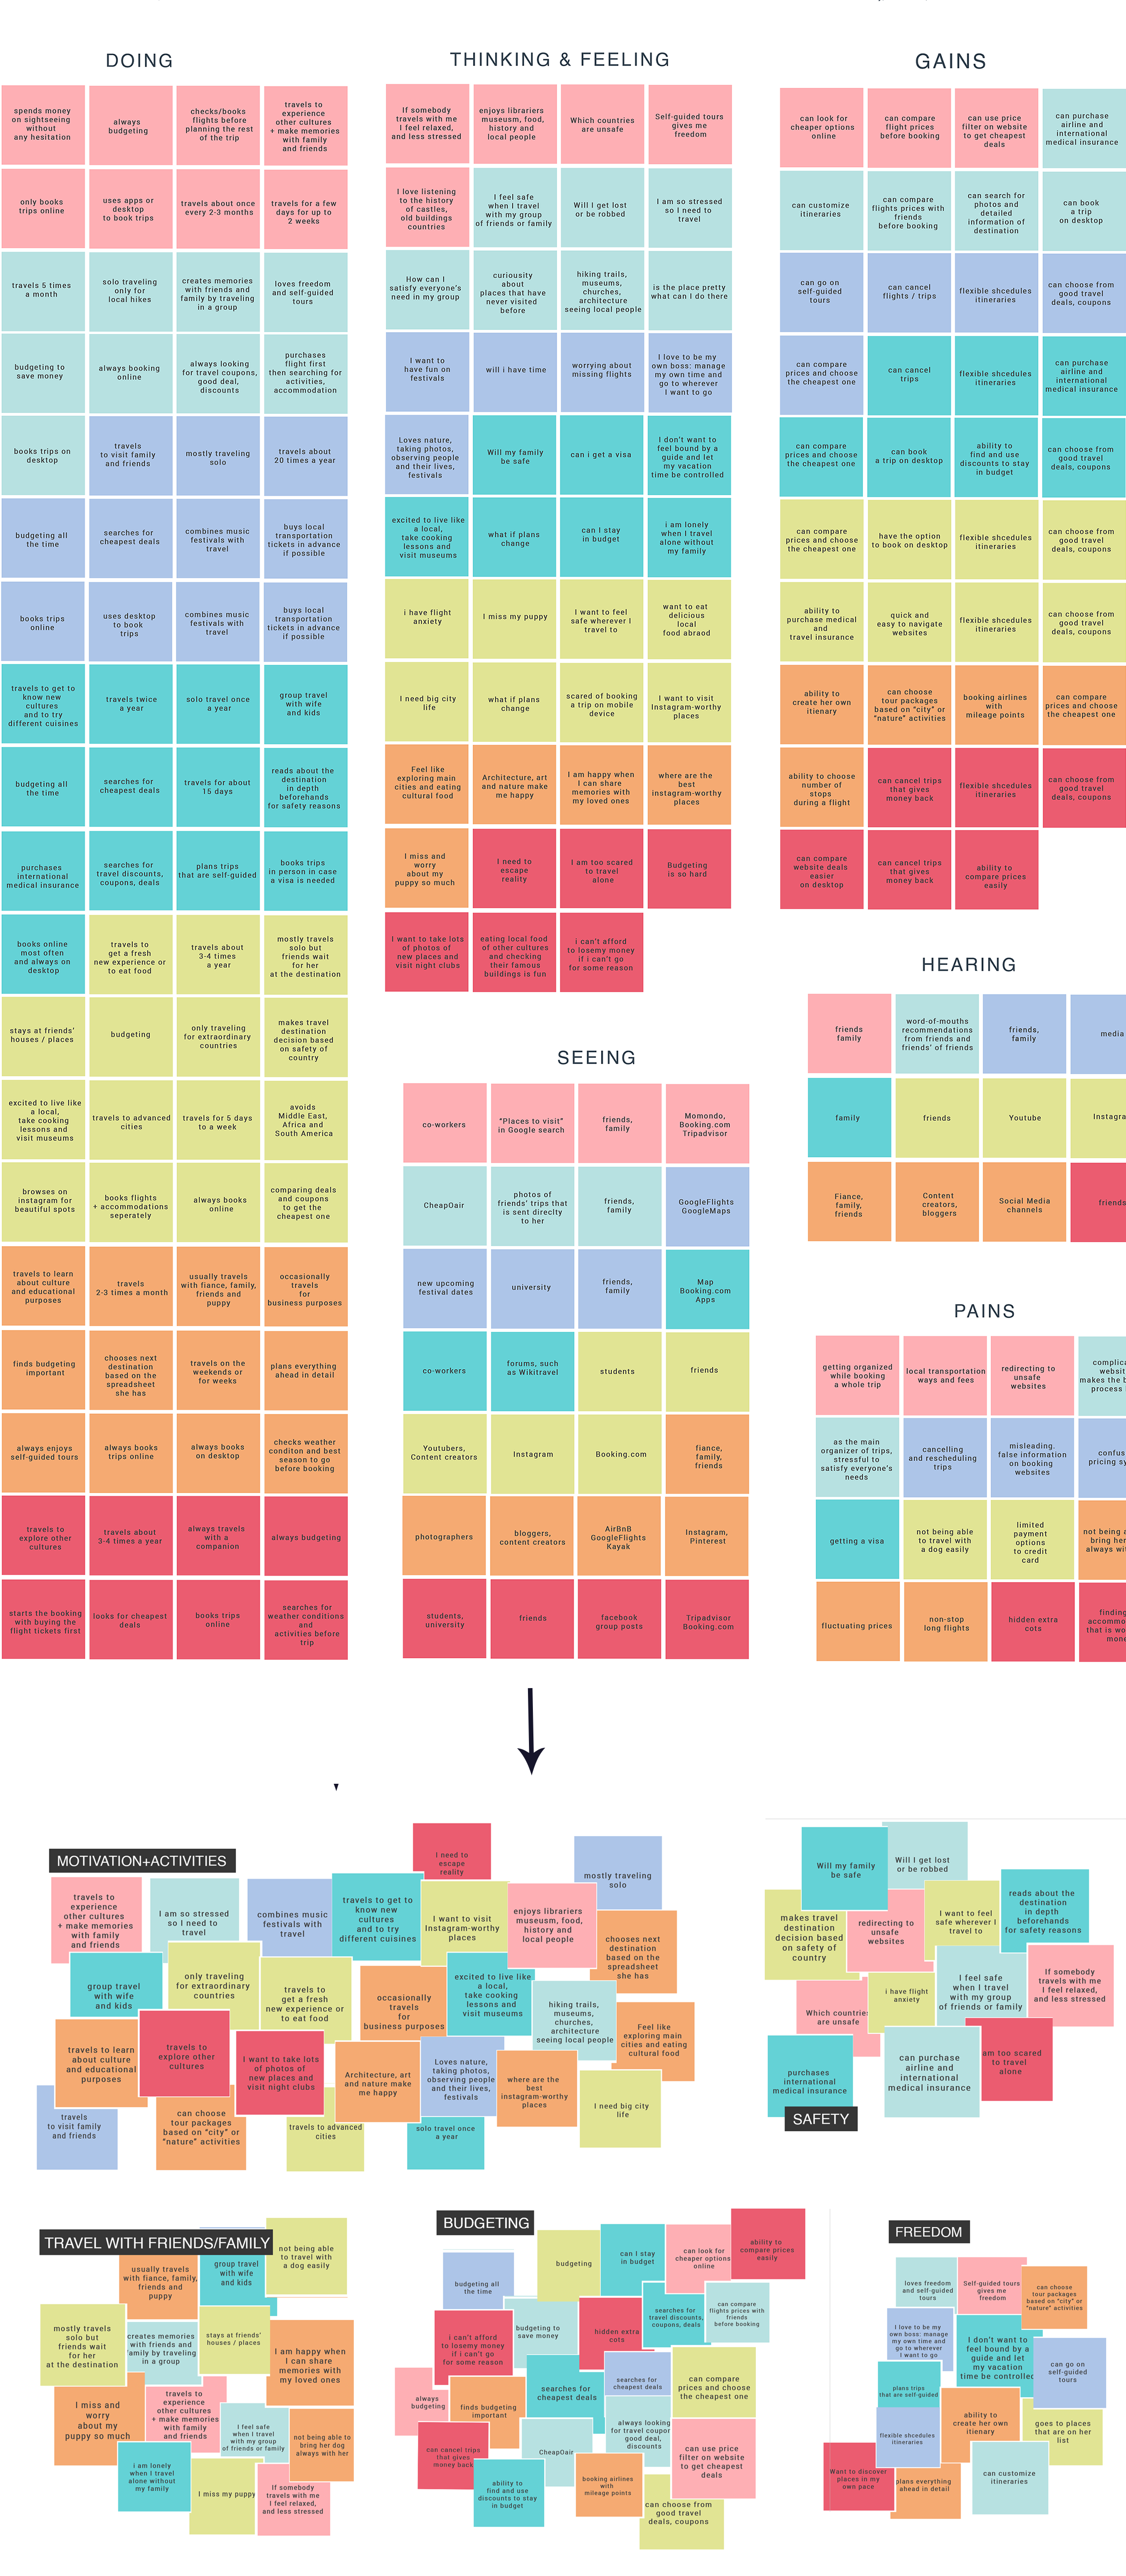 DOING
spends money
on sightseeing
without
any hesitation
always
budgeting
checks/books
flights before
planning the rest
of the trip
travels to
experience
other cultures
+ make memories
with family
and friends
only books
trips online
uses apps or
desktop
to book trips
travels about once
every 2-3 months
travels for a few
days for up to
2 weeks
travels 5 times
a month
solo traveling
only for
local hikes
creates memories
with friends and
family by traveling
in a group
loves freedom
and self-guided
tours
budgeting to
save money
always booking
online
always looking
for travel coupons,
good deal,
discounts
purchases
flight first
then searching for
activities,
accommodation
books trips on
desktop
travels
to visit family
and friends
mostly traveling
solo
travels about
20 times a year
budgeting all
the time
searches for
cheapest deals
combines music
festivals with
travel
buys local
transportation
tickets in advance
if possible
books trips
online
uses desktop
to book
trips
combines music
festivals with
travel
buys local
transportation
tickets in advance
if possible
travels to get to
know new
cultures
and to try
different cuisines
travels twice
a year
solo travel once
a year
group travel
with wife
and kids
budgeting all
the time
searches for
cheapest deals
travels for about
15 days
reads about the
destination
in depth
beforehands
for safety reasons
purchases
international
medical insurance
searches for
travel discounts,
coupons, deals
plans trips
that are self-guided
books trips
in person in case
a visa is needed
books online
most often
and always on
desktop
travels to
get a fresh
new experience or
to eat food
travels about
3-4 times
a year
mostly travels
solo but
friends wait
for her
at the destination
stays at friends'
houses / places
budgeting
only traveling
for extraordinary
countries
makes travel
destination
decision based
on safety of
country
excited to live like
a local,
take cooking
lessons and
visit museums
travels to advanced
cities
travels for 5 days
to a week
avoids
Middle East,
Africa and
South America
browses on
instagram for
beautiful spots
books flights
+ accommodations
seperately
always books
online
comparing deals
and coupons
to get the
cheapest one
travels to learn
about culture
and educational
purposes
travels
2-3 times a month
usually travels
with fiance, family,
friends and
puppy
occasionally
travels
for
business purposes
finds budgeting
important
chooses next
destination
based on the
spreadsheet
she has
travels on the
weekends or
for weeks
plans everything
ahead in detail
always enjoys
self-guided tours
always books
trips online
always books
on desktop
checks weather
conditon and best
season to go
before booking
travels to
explore other
cultures
travels about
3-4 times a year
always travels
with a
companion
always budgeting
starts the booking
with buying the
flight tickets first
looks for cheapest
deals
books trips
online
searches for
weather conditions
and
activities before
trip
THINKING & FEELING
If somebody
travels with me
I feel relaxed,
and less stressed
enjoys librariers
museusm, food,
history and
local people
Which countries
are unsafe
Self-guided tours
gives me
freedom
I love listening
to the history
of castles,
old buildings
countries
I feel safe
when I travel
with my group
of friends or family
Will I get lost
or be robbed
I am so stressed
so I need to
travel
How can I
satisfy everyone's
need in my group
curiousity
about
places that have
never visited
before
hiking trails,
museums,
churches,
architecture
seeing local people
is the place pretty
what can I do there
I want to
have fun on
festivals
will i have time
worrying about
missing flights
I love to be my
own boss: manage
my own time and
go to wherever
I want to go
Loves nature,
taking photos,
observing people
and their lives,
festivals
Will my family
be safe
can i get a visa
I don't want to
feel bound by a
guide and let
my vacation
time be controlled
excited to live like
a local,
take cooking
lessons and
visit museums
what if plans
change
can I stay
in budget
i am lonely
when I travel
alone without
my family
i have flight
anxiety
I miss my puppy
I want to feel
safe wherever I
travel to
want to eat
delicious
local
food abraod
I need big city
life
what if plans
change
scared of booking
a trip on mobile
device
I want to visit
Instagram-worthy
places
Feel like
exploring main
cities and eating
cultural food
Architecture, art
and nature make
me happy
I am happy when
I can share
memories with
my loved ones
where are the
best
instagram-worthy
places
I miss and
worry
about my
puppy so much
I need to
escape
reality
I am too scared
to travel
alone
Budgeting
is so hard
I want to take lots
of photos of
new places and
visit night clubs
eating local food
of other cultures
and checking
their famous
buildings is fun
i can't afford
to losemy money
if i can't go
for some reason
SEEING
co-workers
"Places to visit"
in Google search
friends,
family
Momondo,
Booking.com
Tripadvisor
CheapOair
photos of
friends' trips that
is sent direclty
to her
friends,
family
GoogleFlights
GoogleMaps
new upcoming
festival dates
university
friends,
family
Map
Booking.com
Apps
co-workers
forums, such
as Wikitravel
students
friends
Youtubers,
Content creators
Instagram
Booking.com
fiance,
family,
friends
photographers
bloggers,
content creators
AirBnB
GoogleFlights
Kayak
Instagram,
Pinterest
students,
university
friends
facebook
group posts
Tripadvisor
Booking.com
GAINS
can look for
cheaper options
online
can compare
flight prices
before booking
can use price
filter on website
to get cheapest
deals
can purchase
airline and
international
medical insurance
can customize
itineraries
can compare
flights prices with
friends
before booking
can search for
photos and
detailed
information of
destination
can book
a trip
on desktop
can go on
self-guided
tours
can cancel
flights / trips
flexible shcedules
itineraries
can choose from
good travel
deals, coupons
can compare
prices and choose
the cheapest one
can cancel
trips
flexible shcedules
itineraries
can purchase
airline and
international
medical insurance
can compare
prices and choose
the cheapest one
can book
a trip on desktop
ability to
find and use
discounts to stay
in budget
can choose from
good travel
deals, coupons
can compare
prices and choose
the cheapest one
have the option
to book on desktop
flexible shcedules
itineraries
can choose from
good travel
deals, coupons
ability to
purchase medical
and
travel insurance
quick and
easy to navigate
websites
flexible shcedules
itineraries
can choose from
good travel
deals, coupons
ability to
create her own
itienary
can choose
tour packages
based on "city" or
"nature" activities
booking airlines
with
mileage points
can compare
prices and choose
the cheapest one
ability to choose
number of
stops
during a flight
can cancel trips
that gives
money back
flexible shcedules
itineraries
can choose from
good travel
deals, coupons
can compare
website deals
easier
on desktop
can cancel trips
that gives
money back
ability to
compare prices
easily
HEARING
friends
family
word-of-mouths
recommendations
from friends and
friends' of friends
friends,
family
media
family
friends
Youtube
Instagra
Fiance,
family,
friends
Content
creators,
bloggers
Social Media
channels
friends
PAINS
getting organized
while booking
a whole trip
local transportation
ways and fees
redirecting to
unsafe
websites
complica
websit
makes the b
process
as the main
organizer of trips,
stressful to
satisfy everyone's
needs
cancelling
and rescheduling
trips
misleading.
false information
on booking
websites
confus
pricing sy
getting a visa
not being able
to travel with
a dog easily
limited
payment
options
to credit
card
not being a
bring her
always wit
fluctuating prices
non-stop
long flights
hidden extra
cots
finding
accommo
that is wo
mone
MOTIVATION+ACTIVITIES
I need to
escape
reality
mostly traveling
solo
travels to
experience
other cultures
+ make memories
with family
and friends
I am so stressed
so I need to
travel
combines music
festivals with
travel
travels to get to
know new
cultures
and to try
different cuisines
I want to visit
Instagram-worthy
places
enjoys librariers
museusm, food,
history and
local people
chooses next
destination
based on the
spreadsheet
she has
group travel
with wife
and kids
only traveling
for extraordinary
countries
travels to
get a fresh
new experience or
to eat food
occasionally
travels
for
business purposes
excited to live like
a local,
take cooking
lessons and
visit museums
hiking trails,
museums,
churches,
architecture
seeing local people
Feel like
exploring main
cities and eating
cultural food
travels to learn
about culture
and educational
purposes
travels to
explore other
cultures
I want to take lots
of photos of
new places and
visit night clubs
Architecture, art
and nature make
me happy
Loves nature,
taking photos,
observing people
and their lives,
festivals
where are the
best
instagram-worthy
places
I need big city
life
travels
to visit family
and friends
can choose
tour packages
based on "city" or
"nature" activities
travels to advanced
cities
solo travel once
a year
Will my family
be safe
Will I get lost
or be robbed
makes travel
destination
decision based
on safety of
country
redirecting to
unsafe
websites
I want to feel
safe wherever I
travel to
reads about the
destination
in depth
beforehands
for safety reasons
Which countries
are unsafe
i have flight
anxiety
I feel safe
when I travel
with my group
of friends or family
If somebody
travels with me
I feel relaxed,
and less stressed
purchases
international
medical insurance
can purchase
airline and
international
medical insurance
am too scared
to travel
alone
SAFETY
TRAVEL WITH FRIENDS/FAMILY
usually travels
with fiance, family,
friends and
puppy
group travel
with wife
and kids
not being able
to travel with
a dog easily
mostly travels
solo but
friends wait
for her
at the destination
creates memories
with friends and
family by traveling
in a group
stays at friends'
houses / places
I am happy when
I can share
memories with
my loved ones
I miss and
worry
about my
puppy so much
travels to
experience
other cultures
+ make memories
with family
and friends
I feel safe
when I travel
with my group
of friends or family
not being able to
bring her dog
always with her
i am lonely
when I travel
alone without
my family
I miss my puppy
If somebody
travels with me
I feel relaxed,
and less stressed
BUDGETING
budgeting all
the time
budgeting
can I stay
in budget
can look for
cheaper options
online
ability to
compare prices
easily
i can't afford
to losemy money
if i can't go
for some reason
budgeting to
save money
hidden extra
cots
searches for
travel discounts,
coupons, deals
can compare
flights prices with
friends
before booking
always
budgeting
finds budgeting
important
searches for
cheapest deals
searches for
cheapest deals
can compare
prices and choose
the cheapest one
can cancel trips
that gives
money back
CheapOair
always looking
for travel coupon
good deal,
discounts
can use price
filter on website
to get cheapest
deals
ability to
find and use
discounts to stay
in budget
booking airlines
with
mileage points
can choose from
good travel
deals, coupons
FREEDOM
loves freedom
and self-guided
tours
Self-guided tours
gives me
freedom
can choose
tour packages
based on "city" or
"nature" activities
I love to be my
own boss: manage
my own time and
go to wherever
I want to go
I don't want to
feel bound by a
guide and let
my vacation
time be controlled
can go on
self-guided
tours
plans trips
that are self-guided
flexible shcedules
itineraries
ability to
create her own
itienary
goes to places
that are on her
list
Want to discover
places in my
own pace
plans everything
ahead in detail
can customize
itineraries